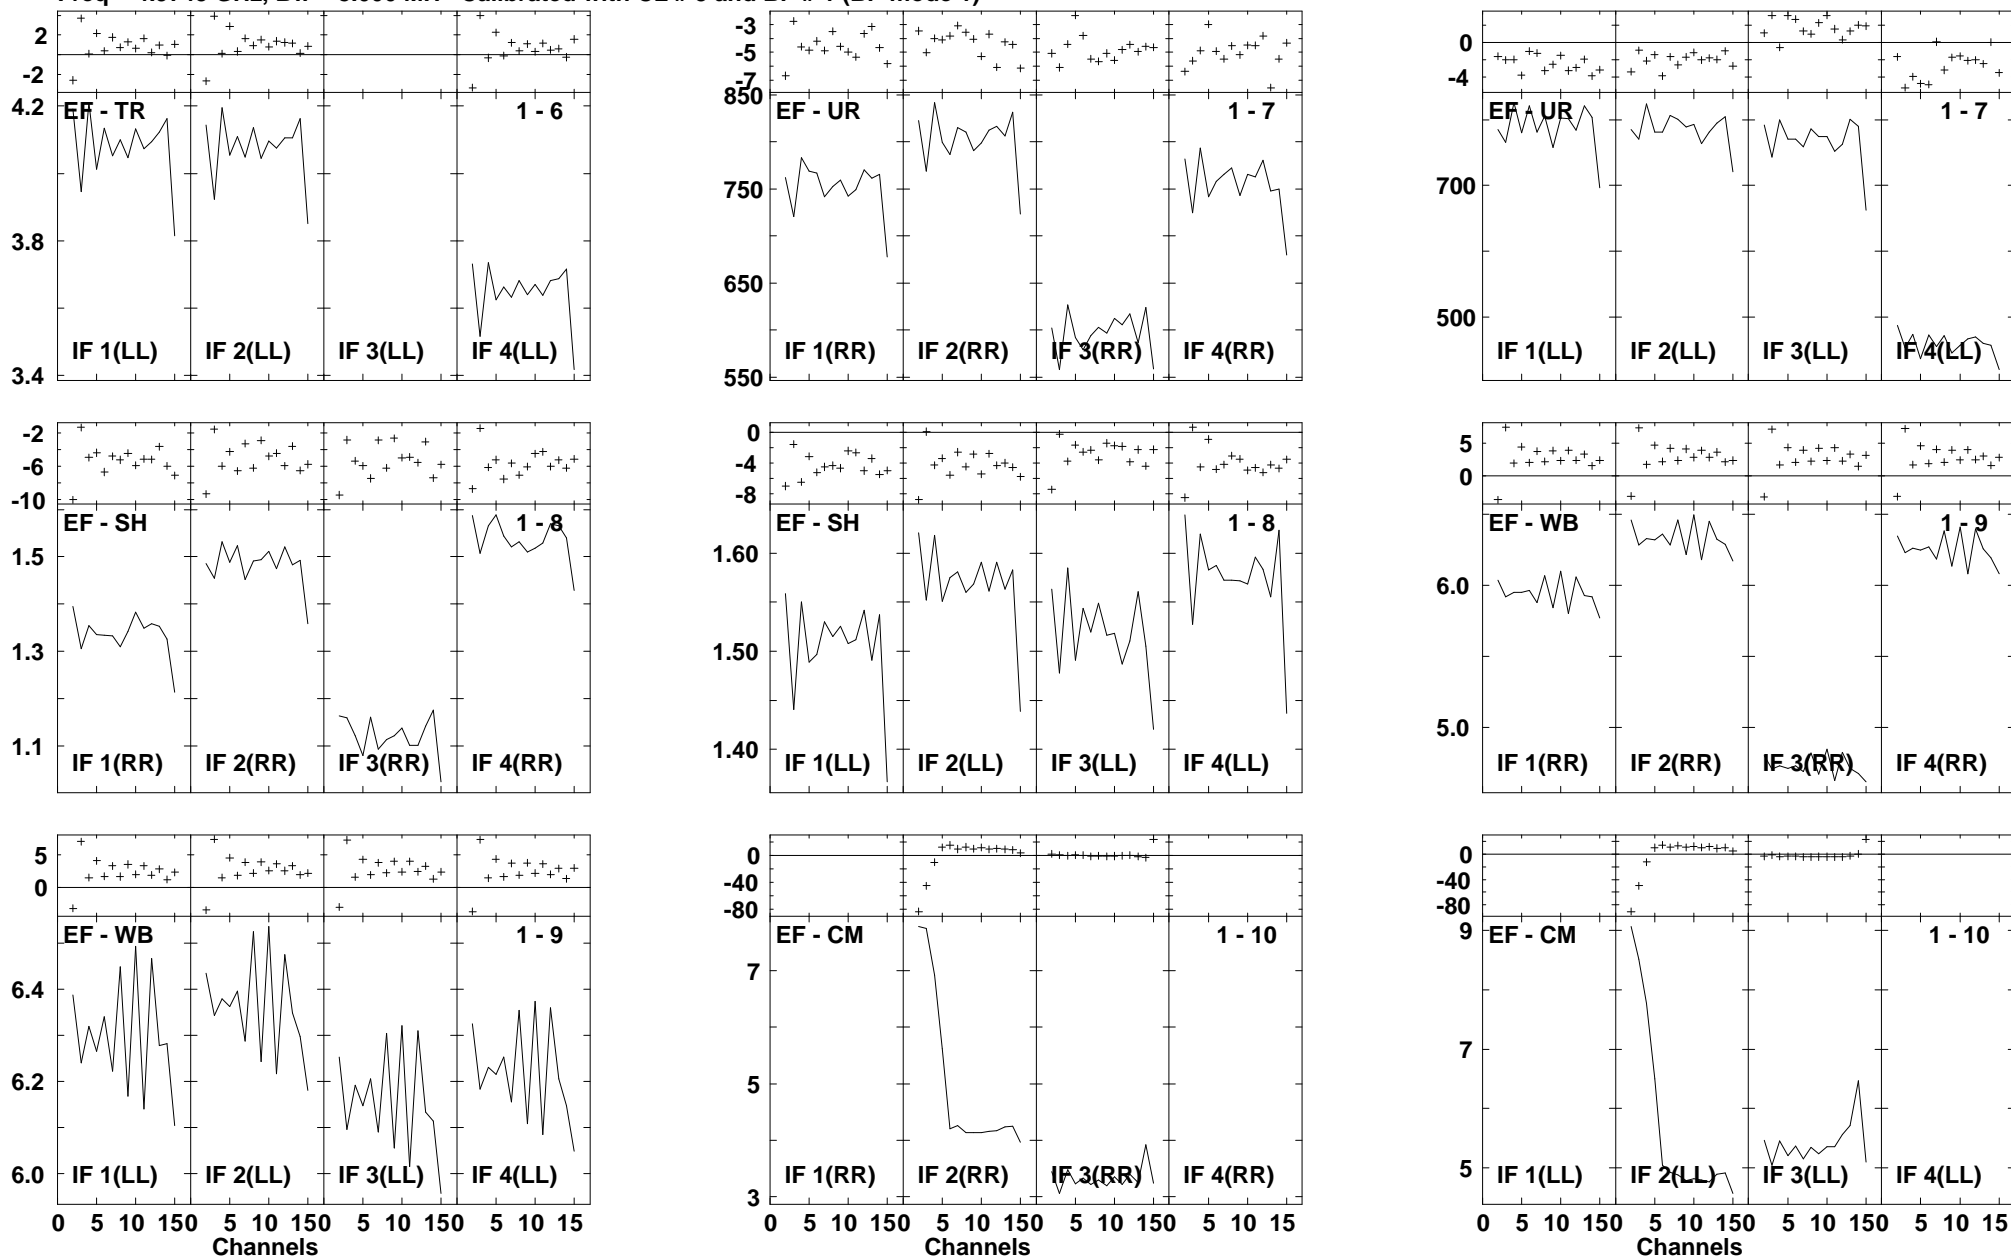 2
-2
4.2
EF - TR
1 - 6
3.8
3.4
IF 1(LL) IF 2(LL) IF 3(LL) IF 4(LL)
-3
-5
-7
850
EF - UR
1 - 7
750
650
550
IF 1(RR) IF 2(RR) IF 3(RR) IF 4(RR)
0
-4
EF - UR
1 - 7
700
500
IF 1(LL) IF 2(LL) IF 3(LL) IF 4(LL)
-2
-6
-10
EF - SH
1 - 8
1.5
1.3
1.1
IF 1(RR) IF 2(RR) IF 3(RR) IF 4(RR)
0
-4
-8
EF - SH
1 - 8
1.60
1.50
1.40
IF 1(LL) IF 2(LL) IF 3(LL) IF 4(LL)
5
0
EF - WB
1 - 9
6.0
5.0
IF 1(RR) IF 2(RR) IF 3(RR) IF 4(RR)
5
0
EF - WB
1 - 9
6.4
6.2
6.0
IF 1(LL) IF 2(LL) IF 3(LL) IF 4(LL)
0 5 10 150 5 10 150 5 10 150 5 10 15
Channels
0
-40
-80
EF - CM
1 - 10
7
5
3
IF 1(RR) IF 2(RR) IF 3(RR) IF 4(RR)
0 5 10 150 5 10 150 5 10 150 5 10 15
Channels
0
-40
-80
9
EF - CM
1 - 10
7
5
IF 1(LL) IF 2(LL) IF 3(LL) IF 4(LL)
0 5 10 150 5 10 150 5 10 150 5 10 15
Channels